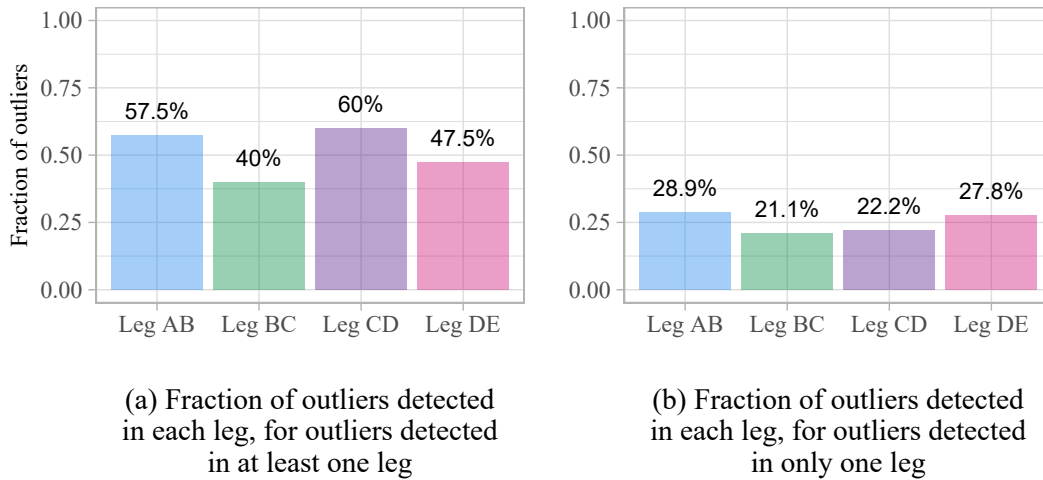 Fraction of outliers
1.00
0.75
0.50
0.25
0.00
57.5%
40%
60%
47.5%
Leg AB Leg BC Leg CD Leg DE
(a) Fraction of outliers detected
in each leg, for outliers detected
in at least one leg
1.00
0.75
0.50
0.25
0.00
28.9%
21.1%
22.2%
27.8%
Leg AB Leg BC Leg CD Leg DE
(b) Fraction of outliers detected
in each leg, for outliers detected
in only one leg